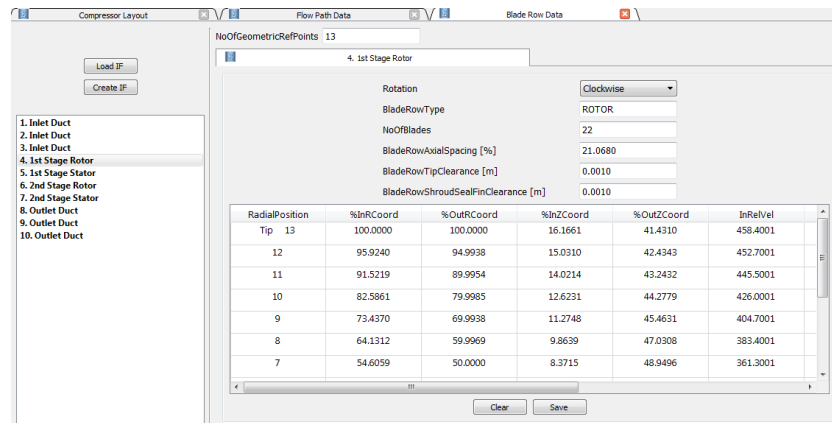 Compressor Layout Flow Path Data Blade Row Data
NoOfGeometricRefPoints 13
Load IF
Create IF
1. Inlet Duct
2. Inlet Duct
3. Inlet Duct
4. 1st Stage Rotor
5. 1st Stage Stator
6. 2nd Stage Rotor
7. 2nd Stage Stator
8. Outlet Duct
9. Outlet Duct
10. Outlet Duct
4. 1st Stage Rotor
Rotation Clockwise
BladeRowType ROTOR
NoOfBlades 22
BladeRowAxialSpacing [%] 21.0680
BladeRowTipClearance [m] 0.0010
BladeRowShroudSealFinClearance [m] 0.0010
RadialPosition %InRCoord %OutRCoord %InZCoord %OutZCoord InRelVel
Tip 13 100.0000 100.0000 16.1661 41.4310 458.4001
12 95.9240 94.9938 15.0310 42.4343 452.7001
11 91.5219 89.9954 14.0214 43.2432 445.5001
10 82.5861 79.9985 12.6231 44.2779 426.0001
9 73.4370 69.9938 11.2748 45.4631 404.7001
8 64.1312 59.9969 9.8639 47.0308 383.4001
7 54.6059 50.0000 8.3715 48.9496 361.3001
Clear Save